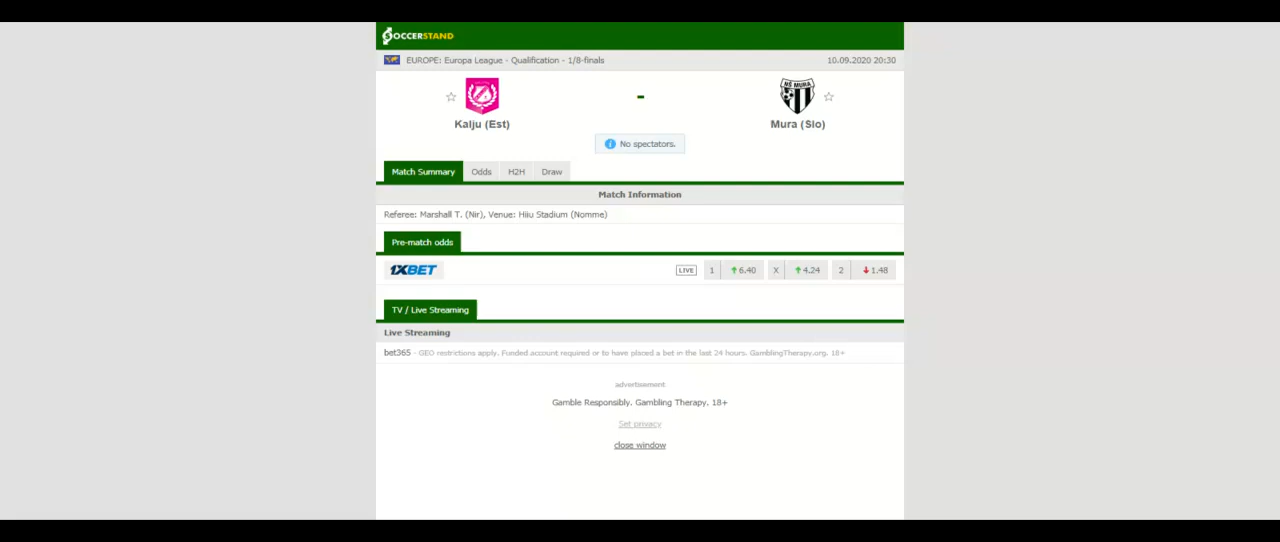 SOCCERSTAND
EUROPE: Europa League - Qualification - 1/8-finals 10.09.2020 20:30
NŠ MURA
-
Kalju (Est) Mura (Slo)
i No spectators.
Match Summary Odds H2H Draw
Match Information
Referee: Marshall T. (Nir), Venue: Hiiu Stadium (Nomme)
Pre-match odds
1XBET LIVE 1 6.40 X 4.24 2 1.48
TV / Live Streaming
Live Streaming
bet365 - GEO restrictions apply. Funded account required or to have placed a bet in the last 24 hours. GamblingTherapy.org. 18+
advertisement
Gamble Responsibly. Gambling Therapy. 18+
Set privacy
close window